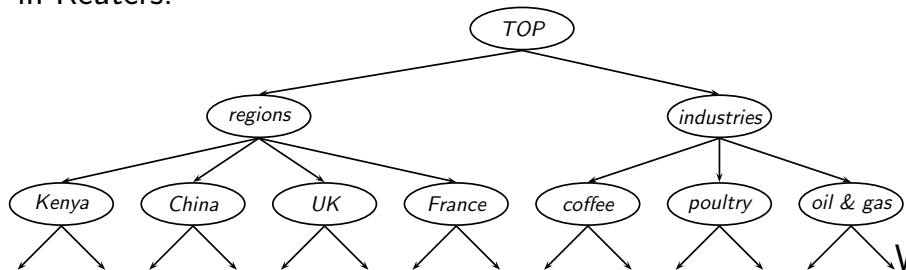 in Reuters.
TOP
regions industries
Kenya China UK France coffee poultry oil & gas